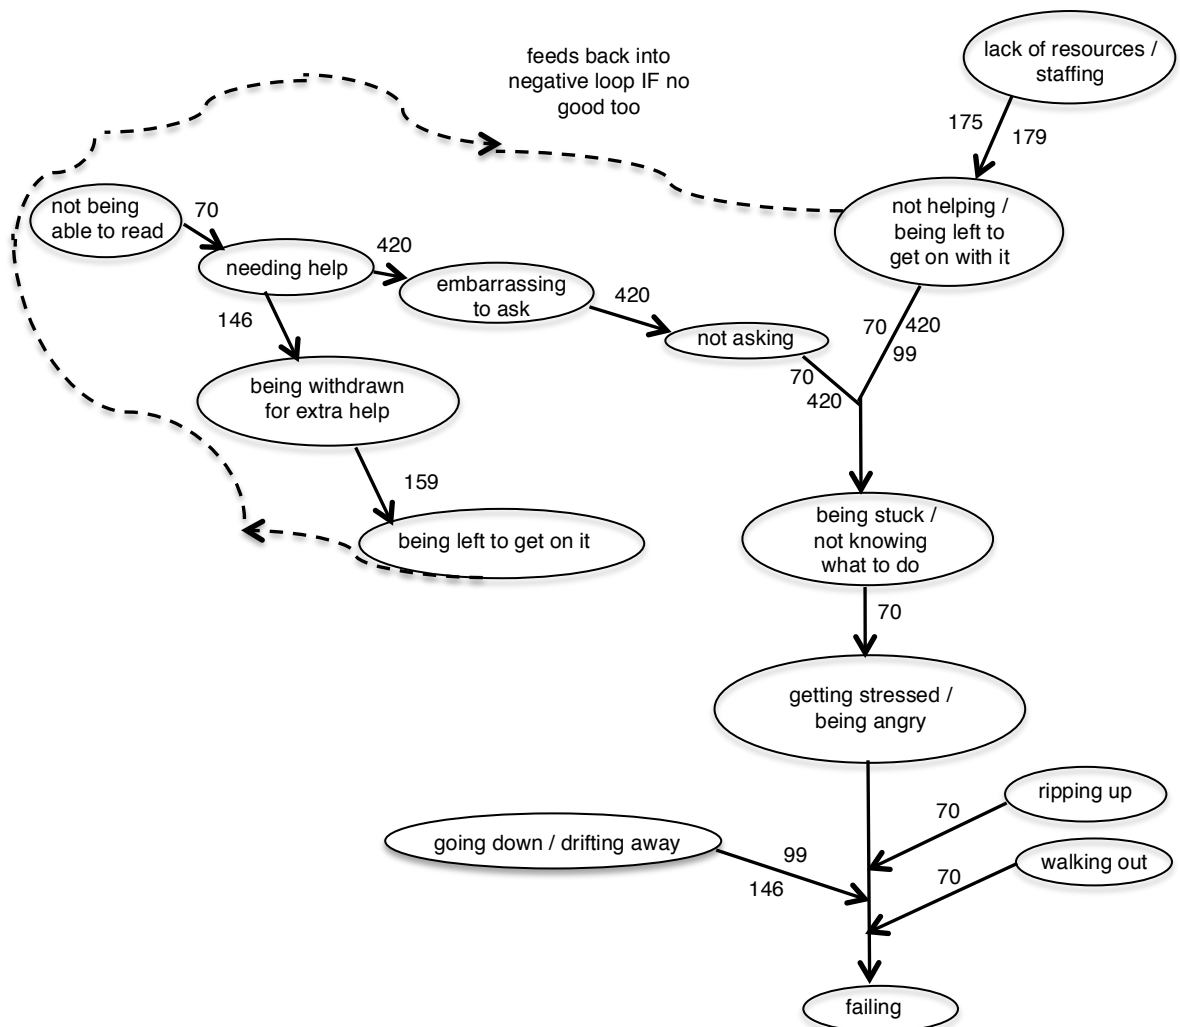 feeds back into
negative loop IF no
good too
lack of resources /
staffing
175
179
not being
able to read
70
not helping /
being left to
get on with it
needing help
420
embarrassing
to ask
420
not asking
146
70
420
99
70
420
being withdrawn
for extra help
159
being left to get on it
being stuck /
not knowing
what to do
70
getting stressed /
being angry
ripping up
70
going down / drifting away
99
146
walking out
70
failing